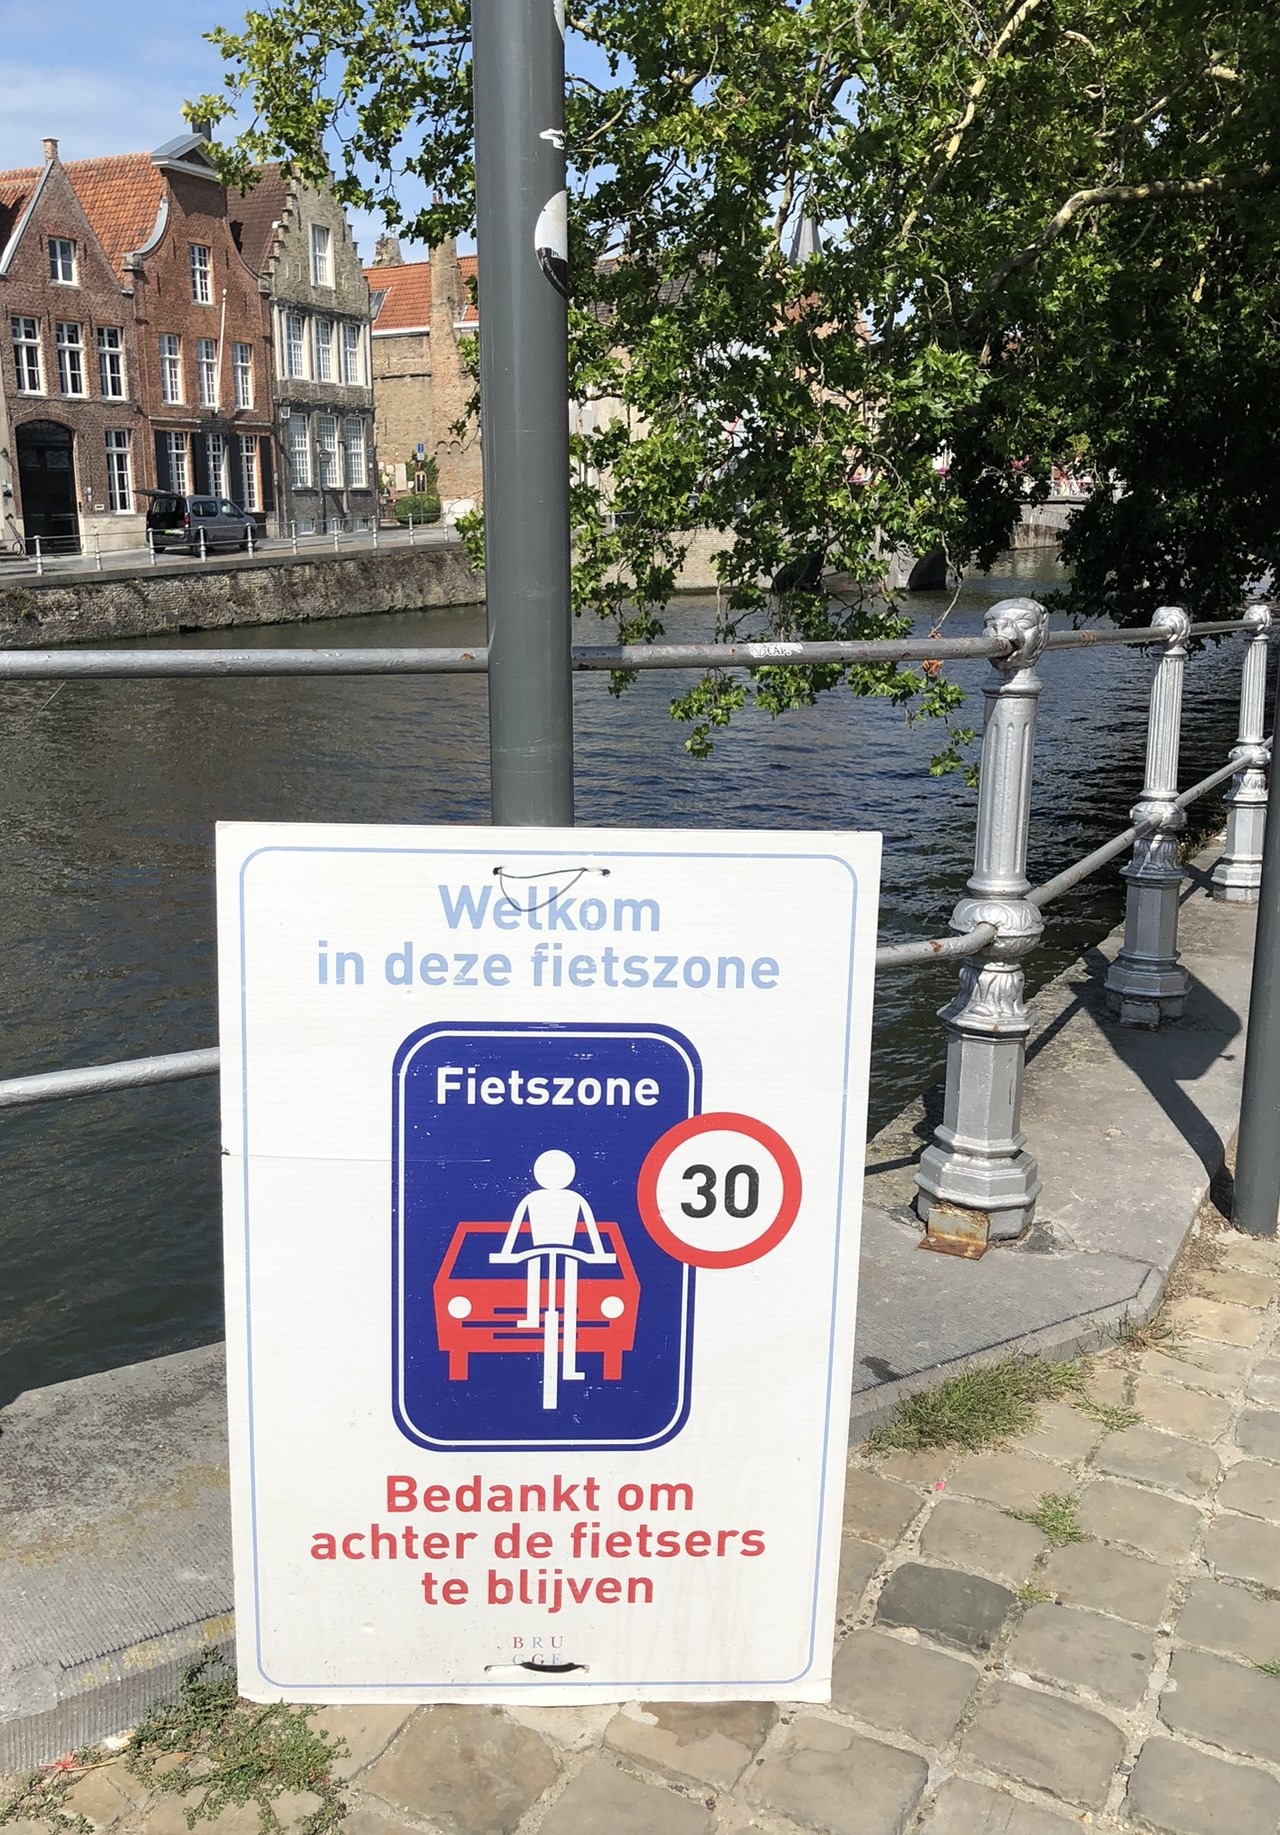 Welkom
in deze fietszone
Fietszone
30
Bedankt om
achter de fietsers
te blijven
BRU
GGE